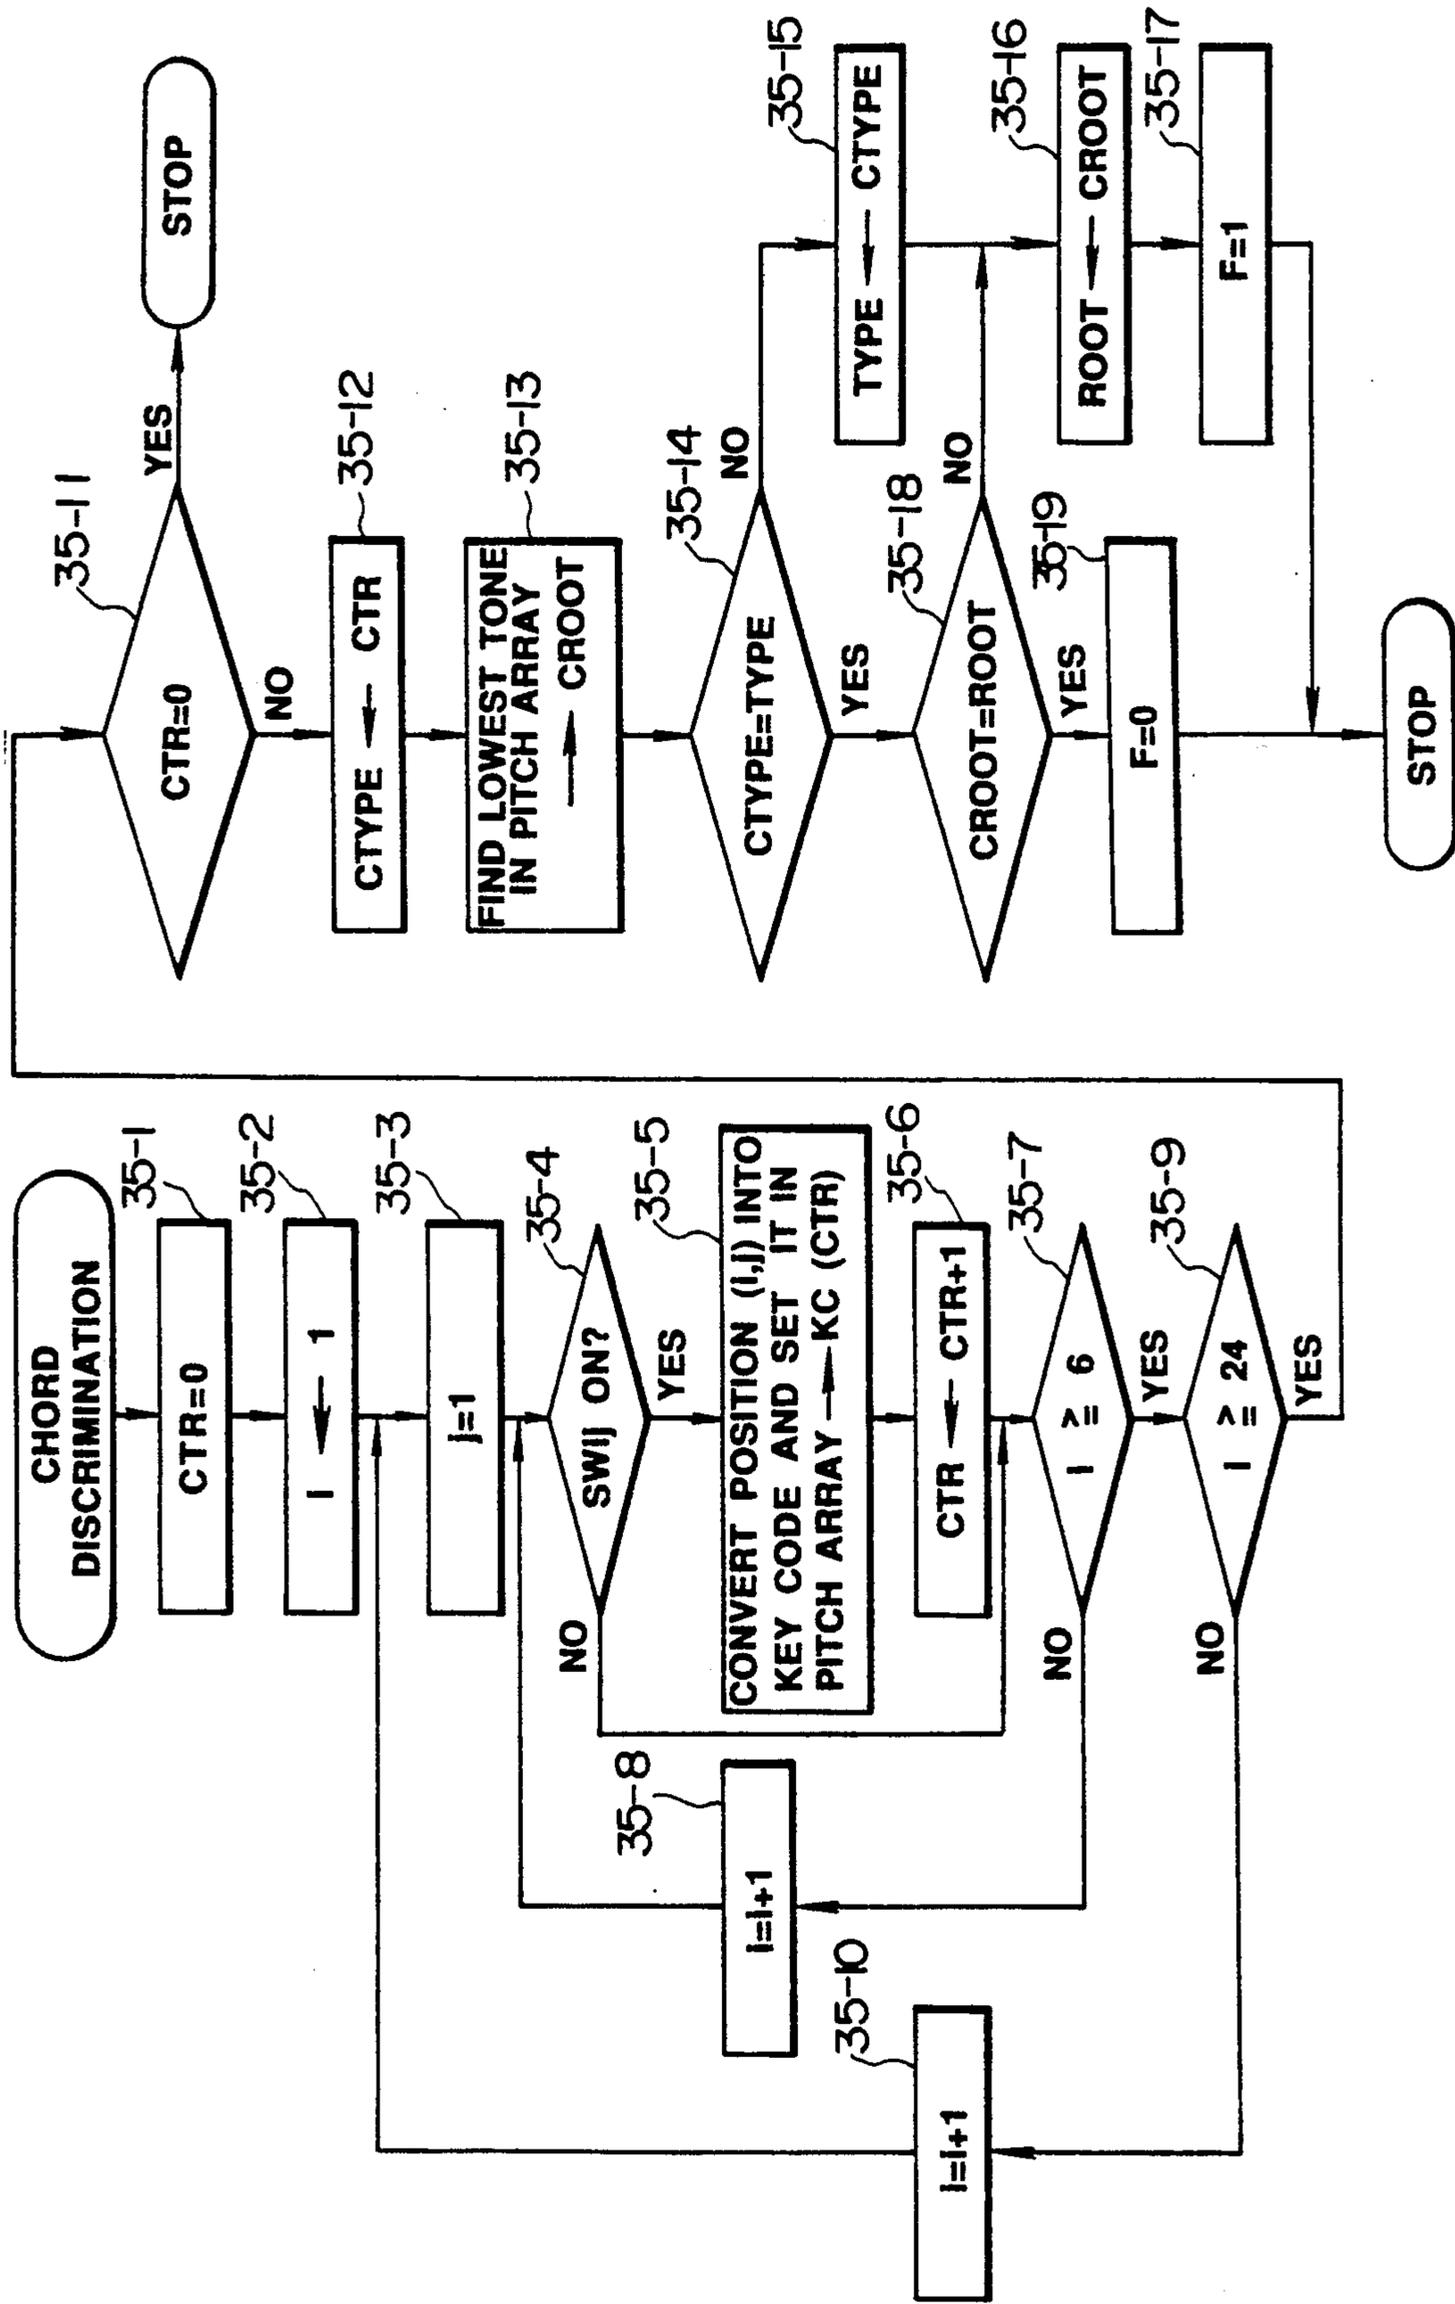 CHORD
DISCRIMINATION
35-1
CTR=0
35-2
I ← 1
35-3
j=1
35-4
SWij ON?
NO
YES
35-5
CONVERT POSITION (i,j) INTO
KEY CODE AND SET IT IN
PITCH ARRAY → KC (CTR)
35-6
CTR ← CTR+1
35-7
I >= 6
NO
YES
35-8
i=i+1
35-9
I >= 24
NO
YES
35-10
i=i+1
35-11
CTR=0
YES
STOP
NO
35-12
CTYPE ← CTR
35-13
FIND LOWEST TONE
IN PITCH ARRAY
→ CROOT
35-14
CTYPE=TYPE
NO
YES
35-15
TYPE ← CTYPE
35-18
CROOT=ROOT
NO
YES
35-16
ROOT ← CROOT
35-17
F=1
35-19
F=0
STOP